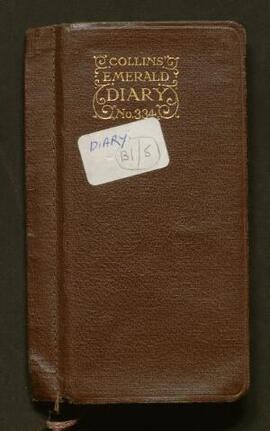 COLLINS'
EMERALD
DIARY
No. 334
DIARY.
B1/5